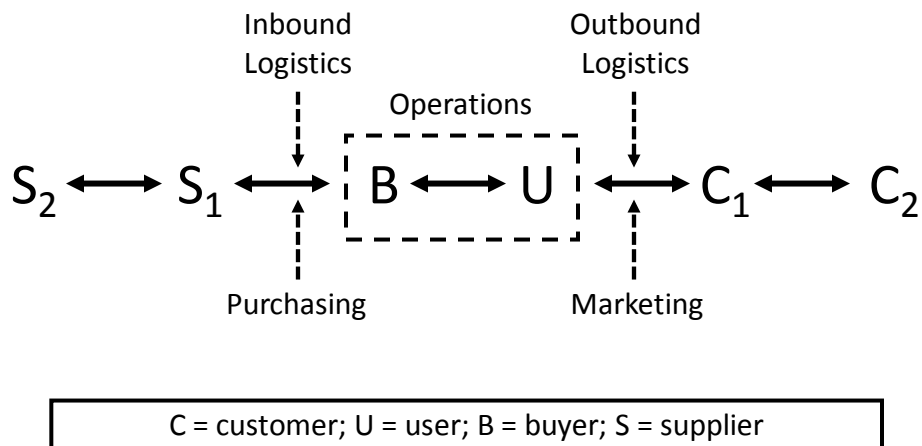 Inbound
Logistics
Outbound
Logistics
Operations
S2 S1 B U C1 C2
Purchasing Marketing
C = customer; U = user; B = buyer; S = supplier